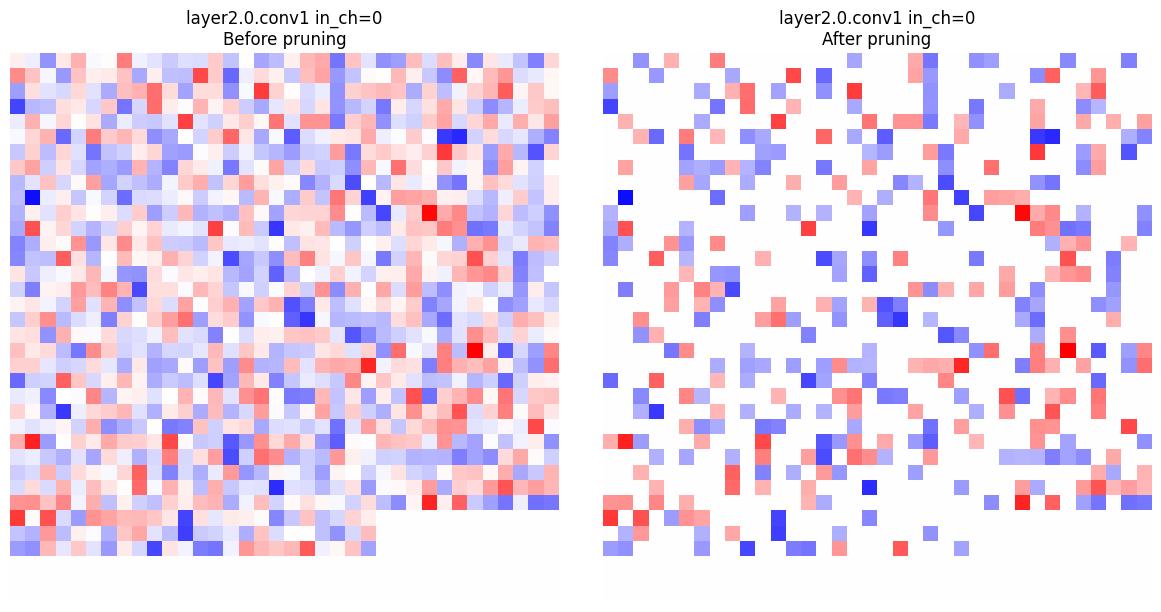 layer2.0.conv1 in_ch=0
Before pruning
layer2.0.conv1 in_ch=0
After pruning